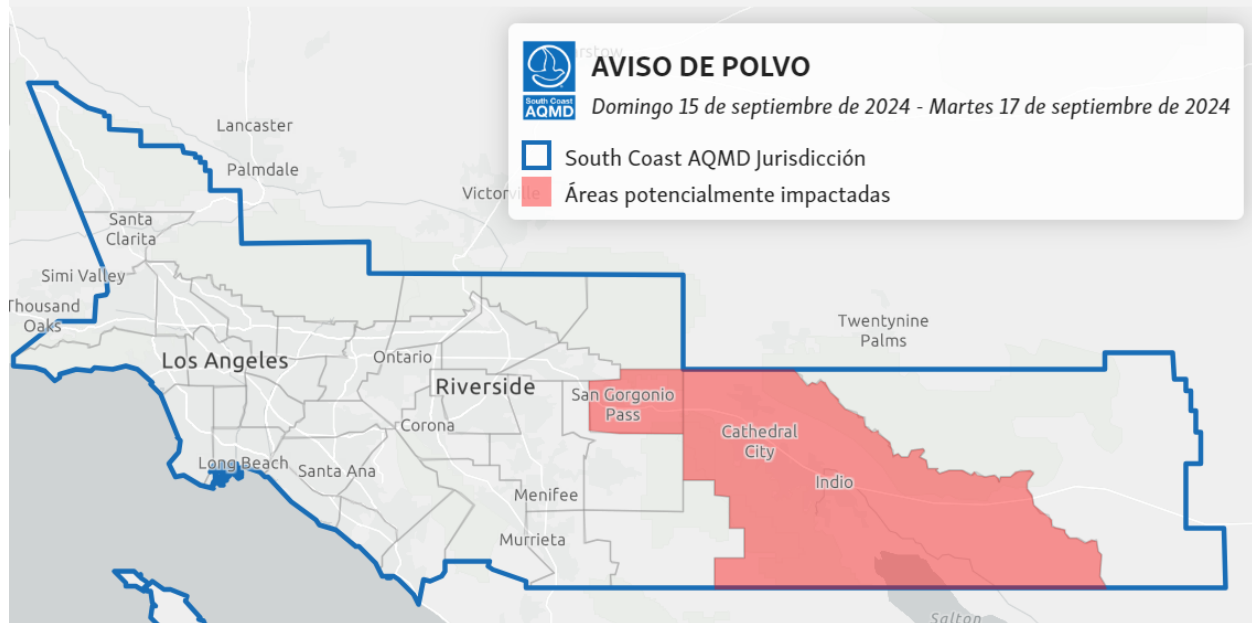 AVISO DE POLVO
South Coast
AQMD
Domingo 15 de septiembre de 2024 - Martes 17 de septiembre de 2024
South Coast AQMD Jurisdicción
Áreas potencialmente impactadas
Lancaster
Palmdale
Victorville
Santa
Clarita
Simi Valley
Thousand
Oaks
Twentynine
Palms
Los Angeles
Ontario
Riverside
San Gorgonio
Pass
Corona
Cathedral
City
Long Beach
Santa Ana
Indio
Menifee
Murrieta
Salton